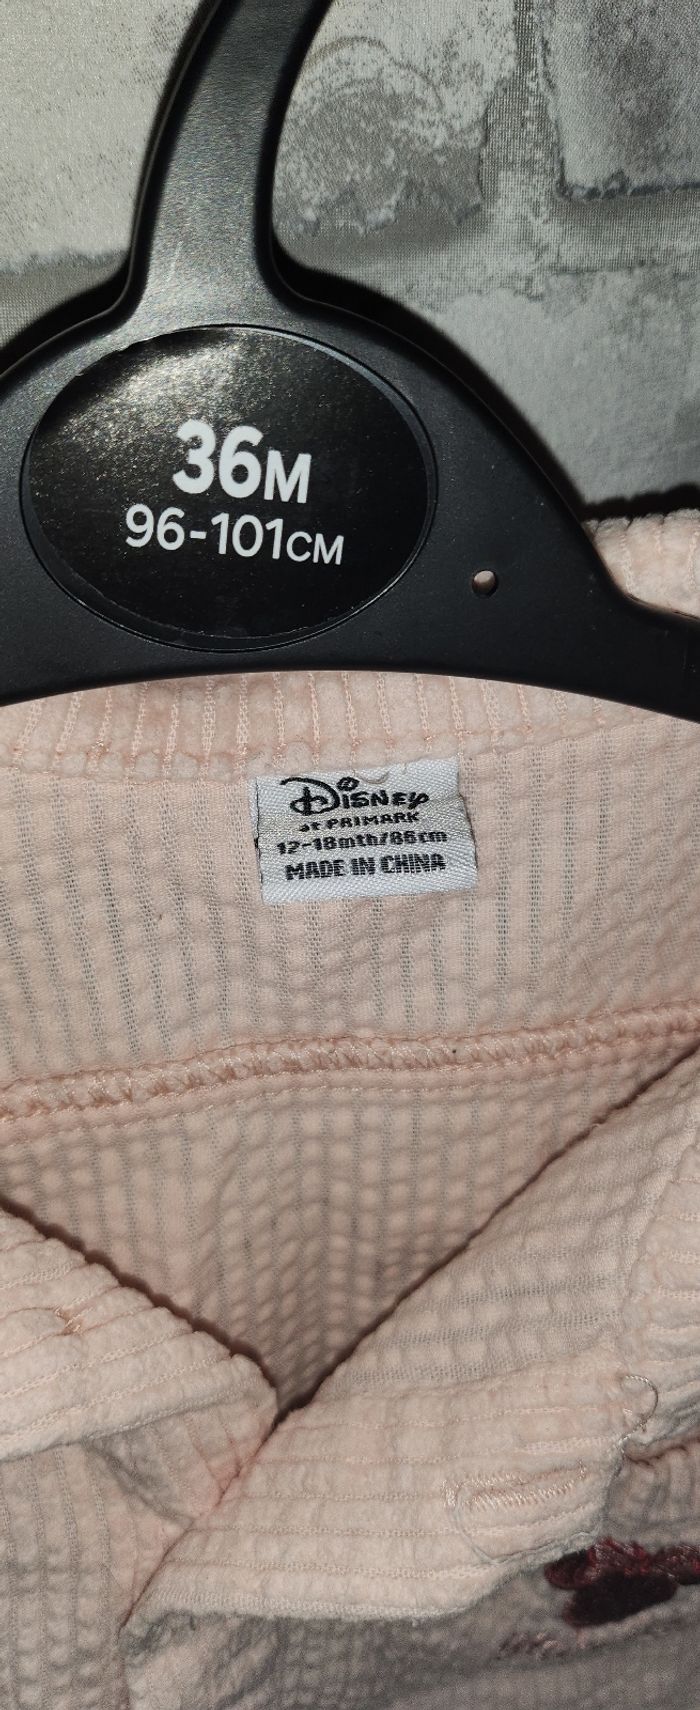 36M
96-101CM
DISNEY
at PRIMARK
12-18mth/86cm
MADE IN CHINA